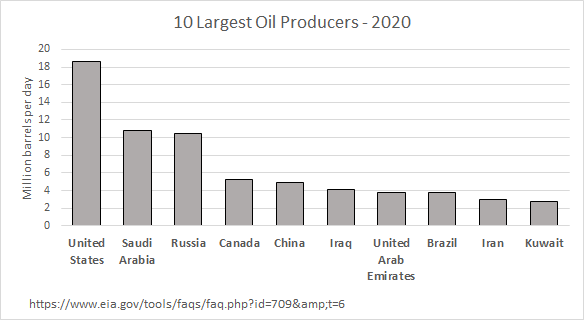 10 Largest Oil Producers - 2020
Million barrels per day
20
18
16
14
12
10
8
6
4
2
0
United States
Saudi Arabia
Russia
Canada
China
Iraq
United Arab Emirates
Brazil
Iran
Kuwait
https://www.eia.gov/tools/faqs/faq.php?id=709&amp;t=6